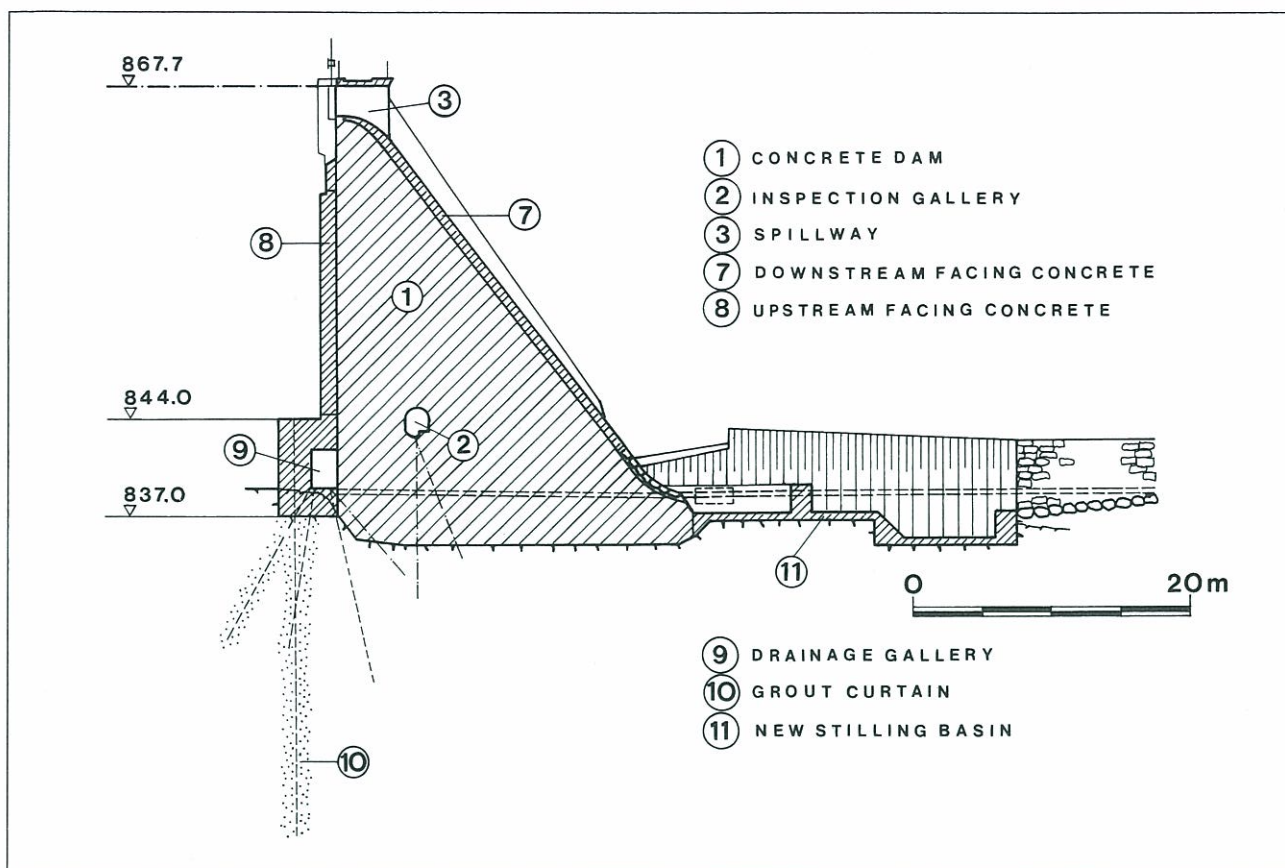 867.7
3
1 CONCRETE DAM
2 INSPECTION GALLERY
3 SPILLWAY
7 DOWNSTREAM FACING CONCRETE
8 UPSTREAM FACING CONCRETE
7
8
1
844.0
2
9
837.0
11
0 20m
9 DRAINAGE GALLERY
10 GROUT CURTAIN
11 NEW STILLING BASIN
10